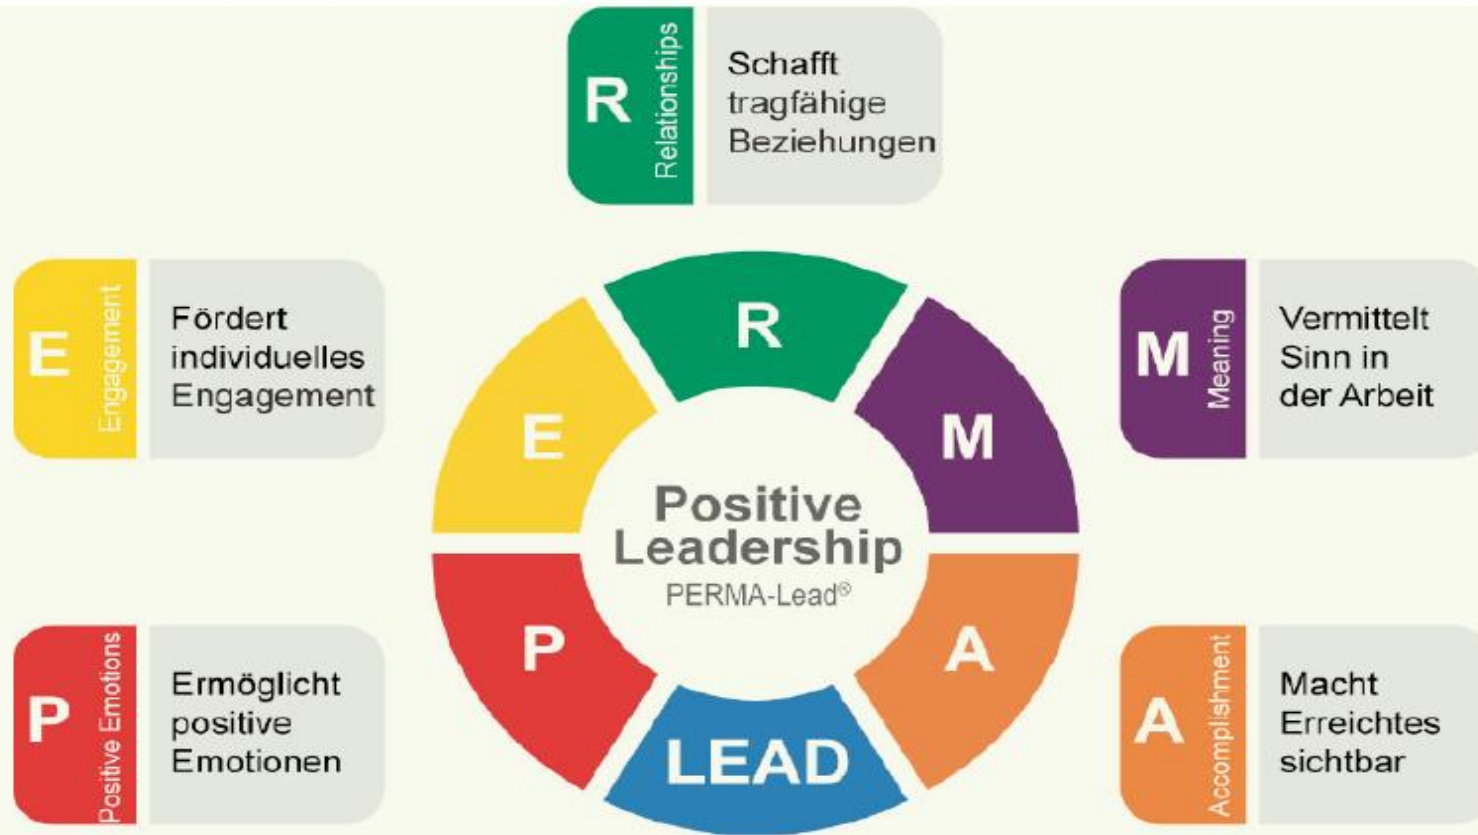 R
Relationships
Schafft
tragfähige
Beziehungen
E
Engagement
Fördert
individuelles
Engagement
M
Meaning
Vermittelt
Sinn in
der Arbeit
R
E
M
Positive
Leadership
PERMA-Lead®
P
A
LEAD
P
Positive Emotions
Ermöglicht
positive
Emotionen
A
Accomplishment
Macht
Erreichtes
sichtbar